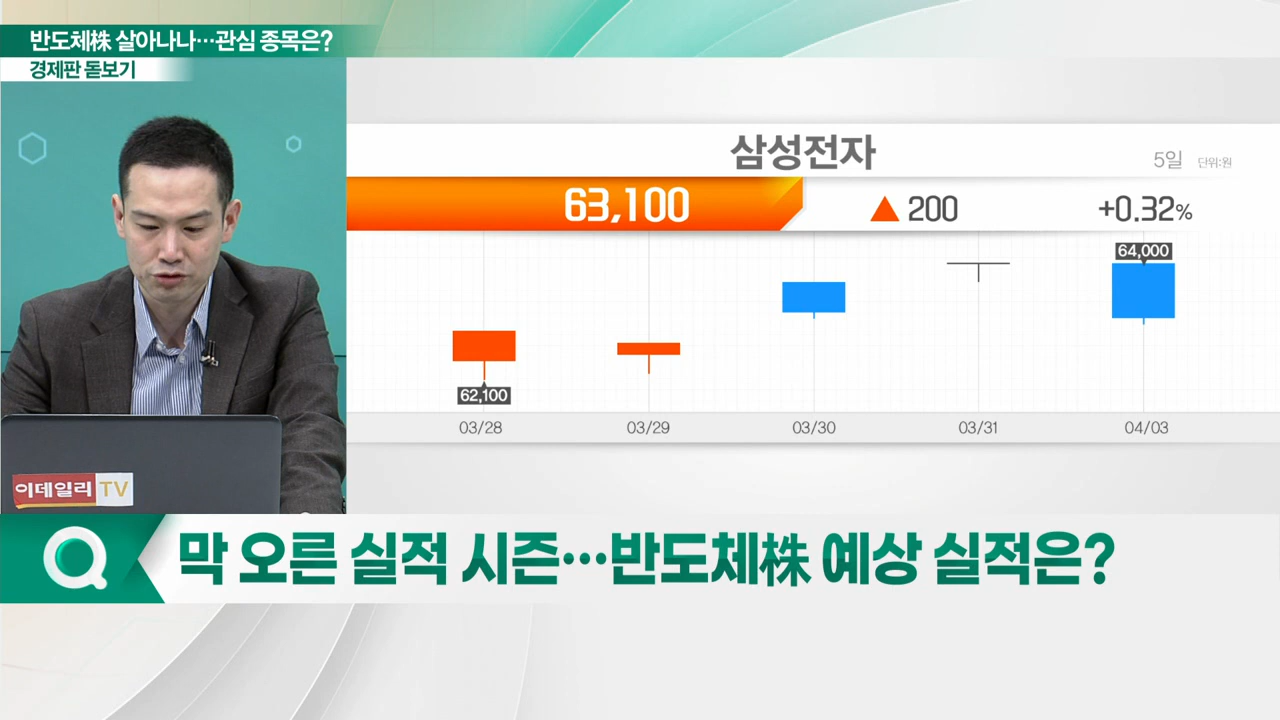 반도체株 살아나나…관심 종목은?
경제판 돋보기
삼성전자
5일 단위:원
63,100 ▲ 200 +0.32%
64,000
62,100
03/28 03/29 03/30 03/31 04/03
이데일리 TV
막 오른 실적 시즌…반도체株 예상 실적은?